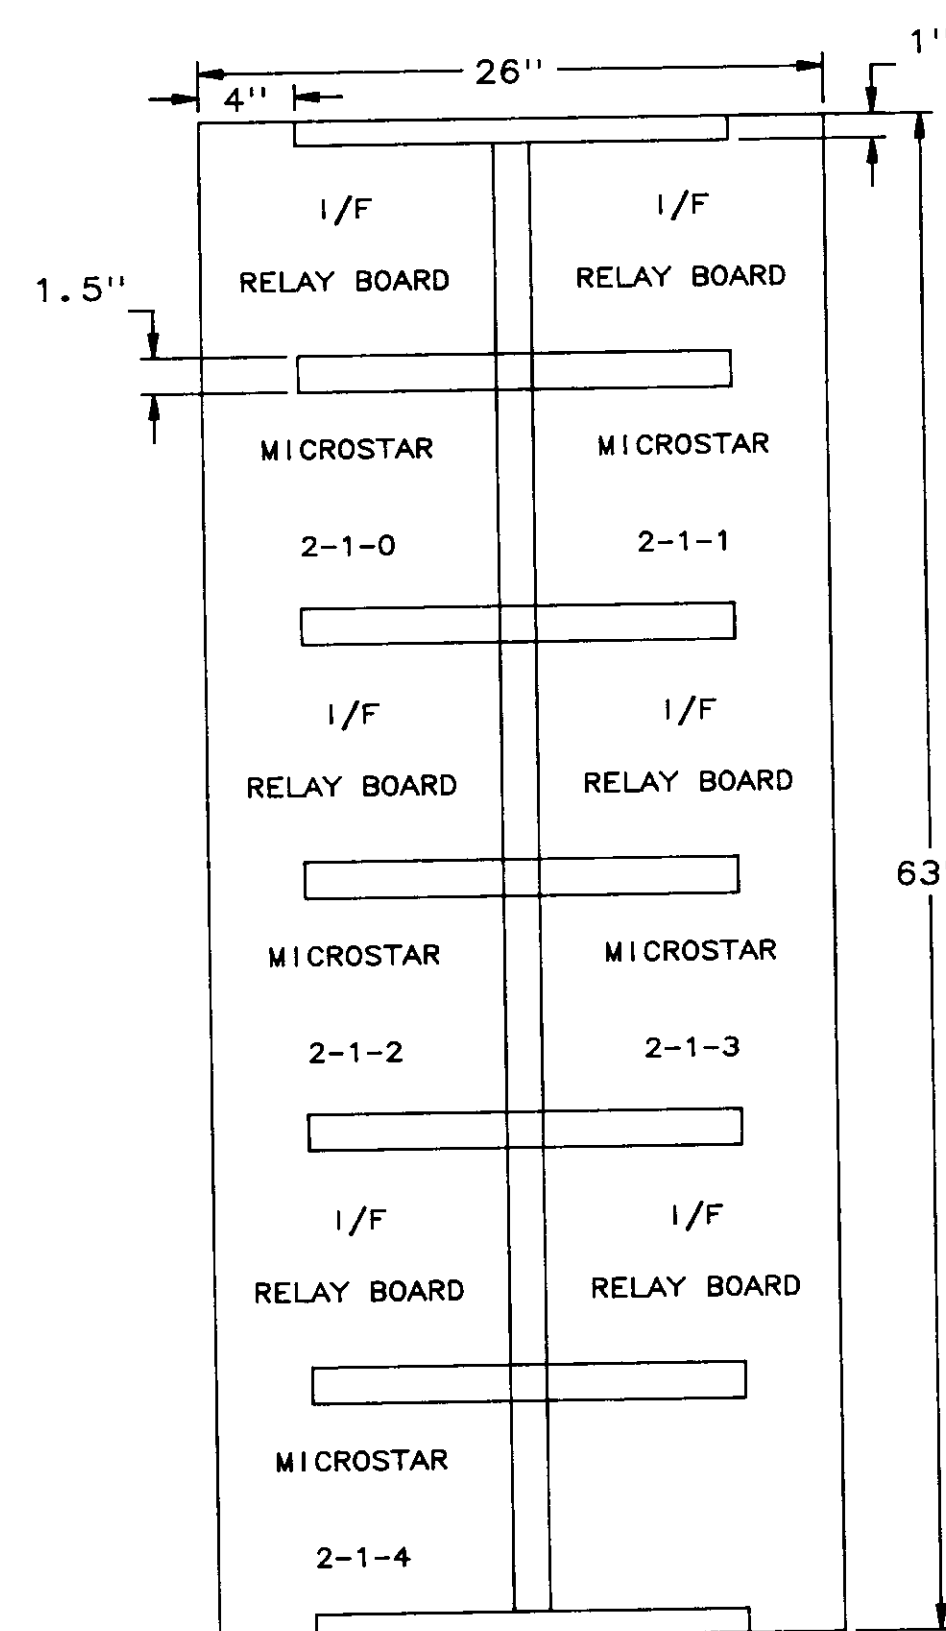 1"
26"
4"
I/F I/F
RELAY BOARD RELAY BOARD
1.5"
MICROSTAR MICROSTAR
2-1-0 2-1-1
I/F I/F
RELAY BOARD RELAY BOARD
63"
MICROSTAR MICROSTAR
2-1-2 2-1-3
I/F I/F
RELAY BOARD RELAY BOARD
MICROSTAR
2-1-4